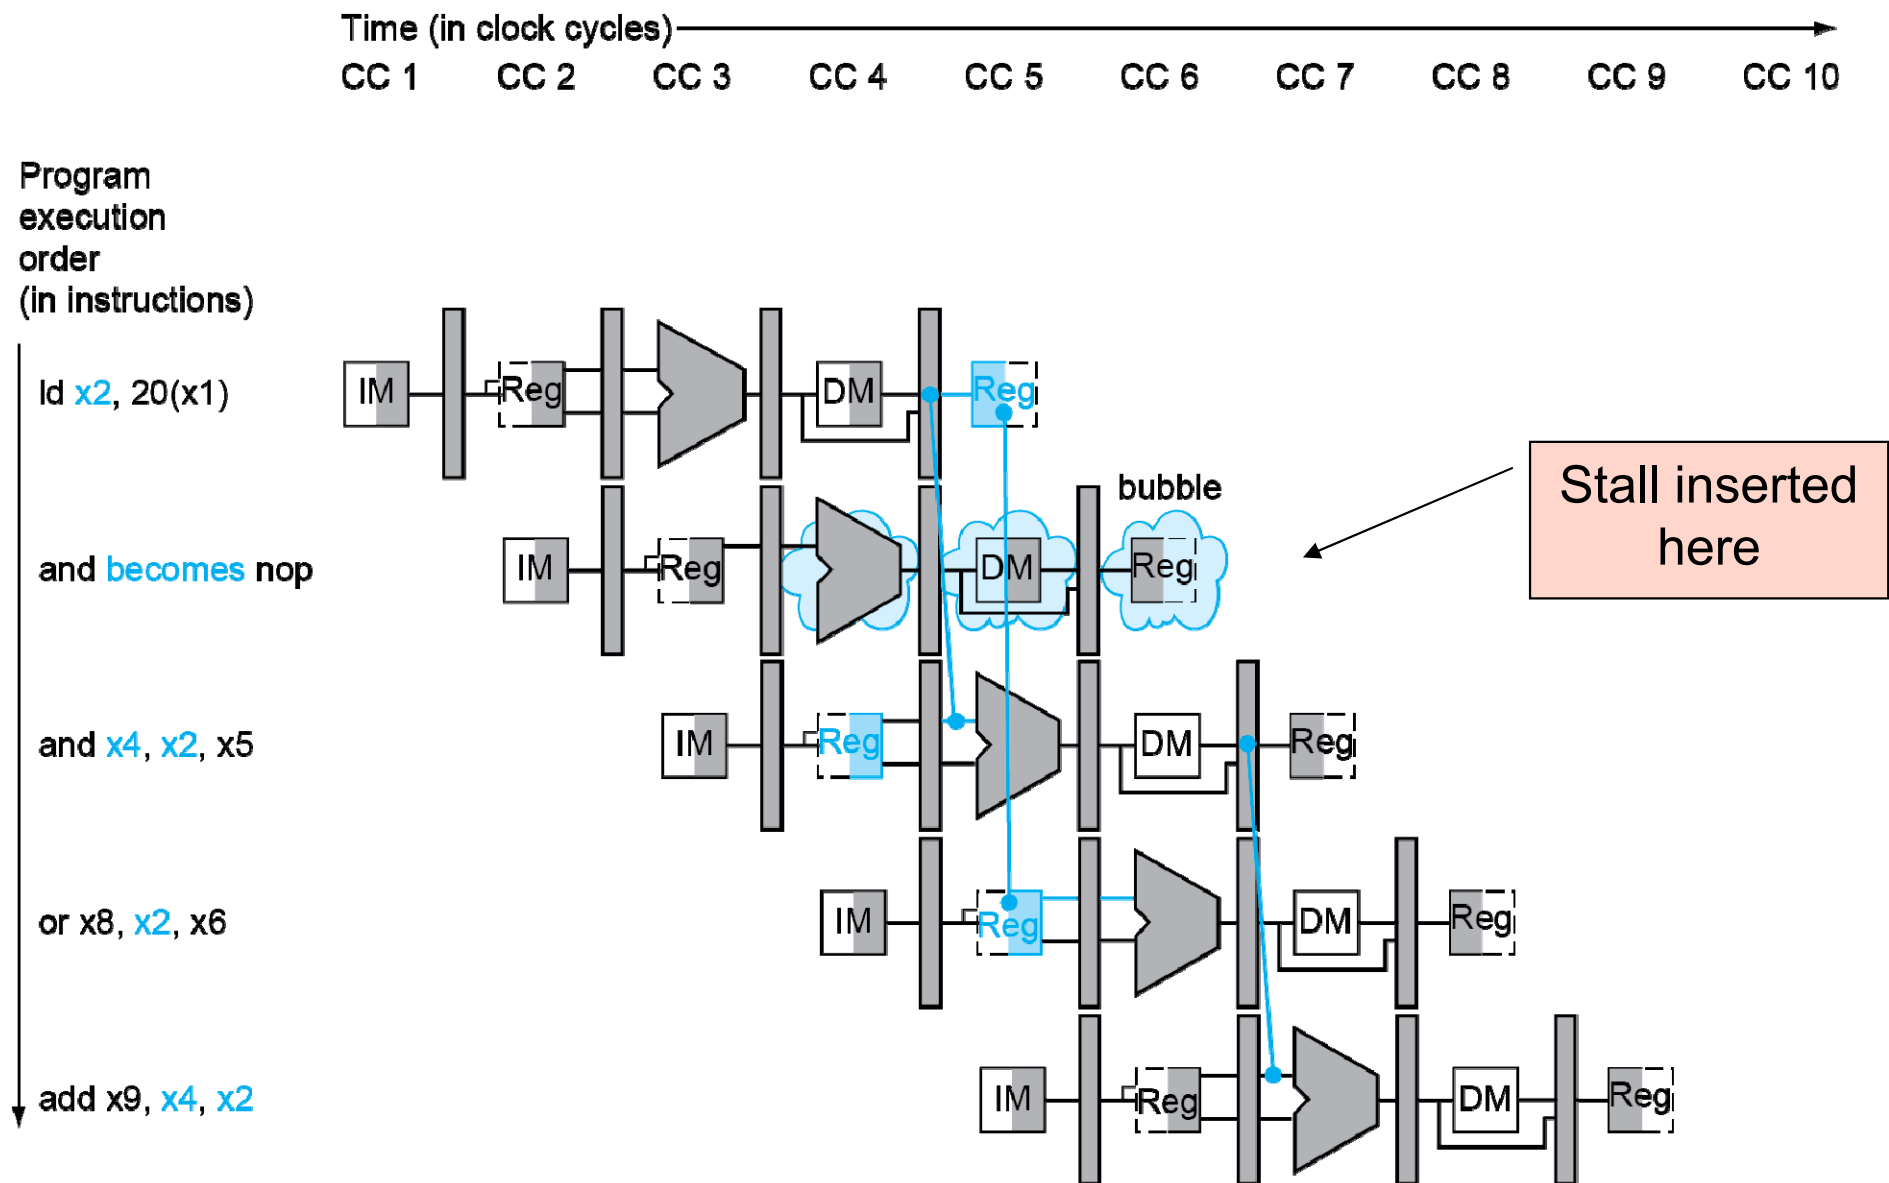 Time (in clock cycles)
CC 1 CC 2 CC 3 CC 4 CC 5 CC 6 CC 7 CC 8 CC 9 CC 10
Program
execution
order
(in instructions)
ld x2, 20(x1)
IM Reg DM Reg
bubble
Stall inserted
here
and becomes nop
IM Reg DM Reg
and x4, x2, x5
IM Reg DM Reg
or x8, x2, x6
IM Reg DM Reg
add x9, x4, x2
IM Reg DM Reg